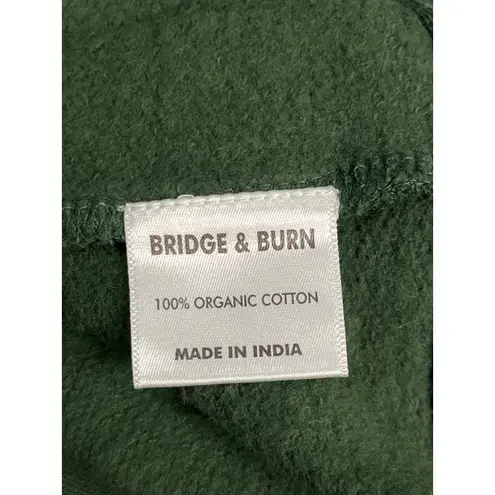 BRIDGE & BURN
100% ORGANIC COTTON
MADE IN INDIA